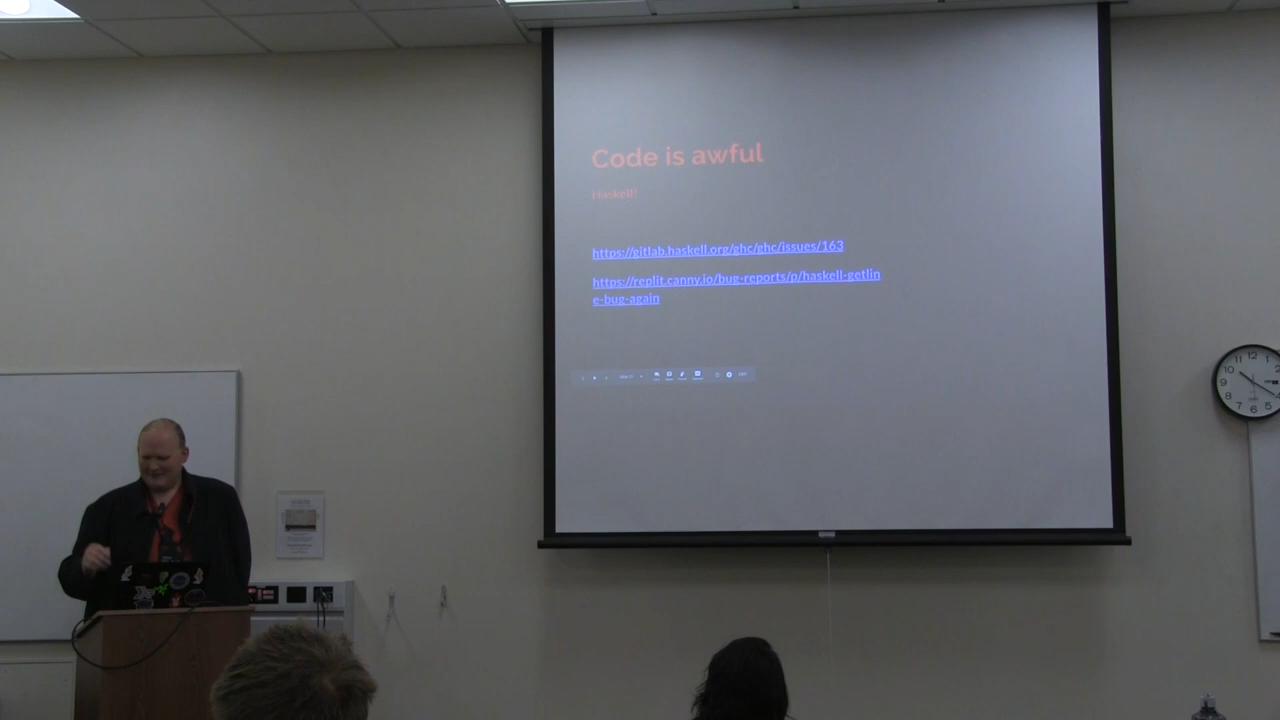 Code is awful
Haskell!
https://gitlab.haskell.org/ghc/ghc/issues/163
https://replit.canny.io/bug-reports/p/haskell-getlin
e-bug-again